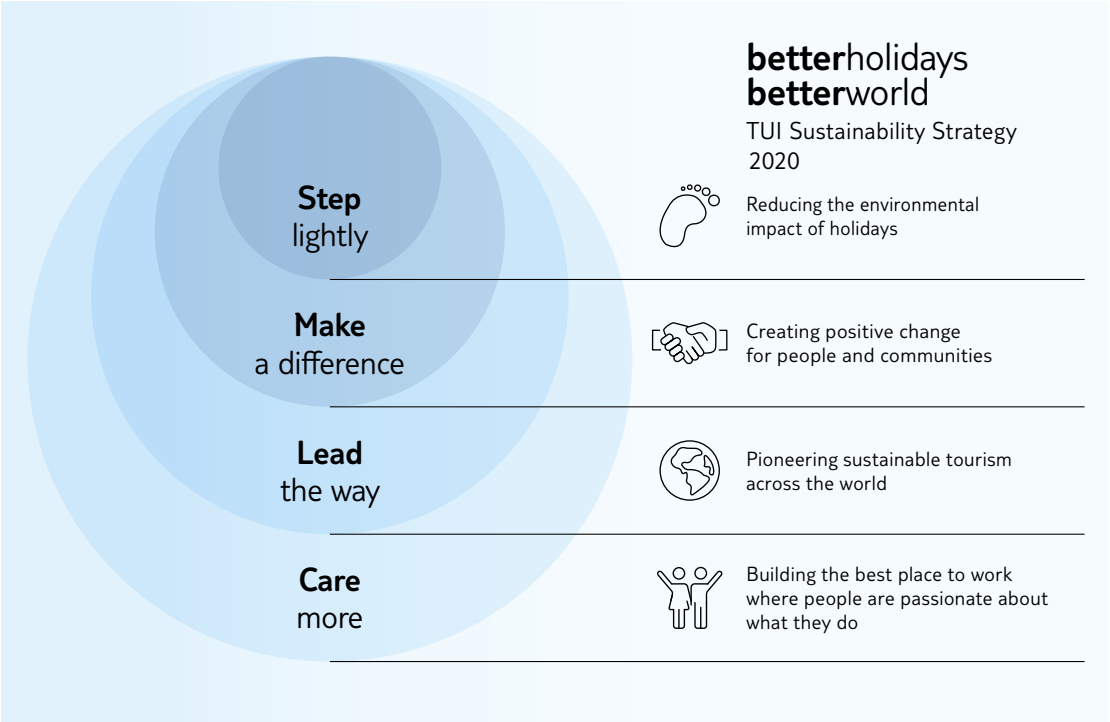 betterholidays
betterworld
TUI Sustainability Strategy
2020
Step
lightly
Reducing the environmental
impact of holidays
Make
a difference
Creating positive change
for people and communities
Lead
the way
Pioneering sustainable tourism
across the world
Care
more
Building the best place to work
where people are passionate about
what they do